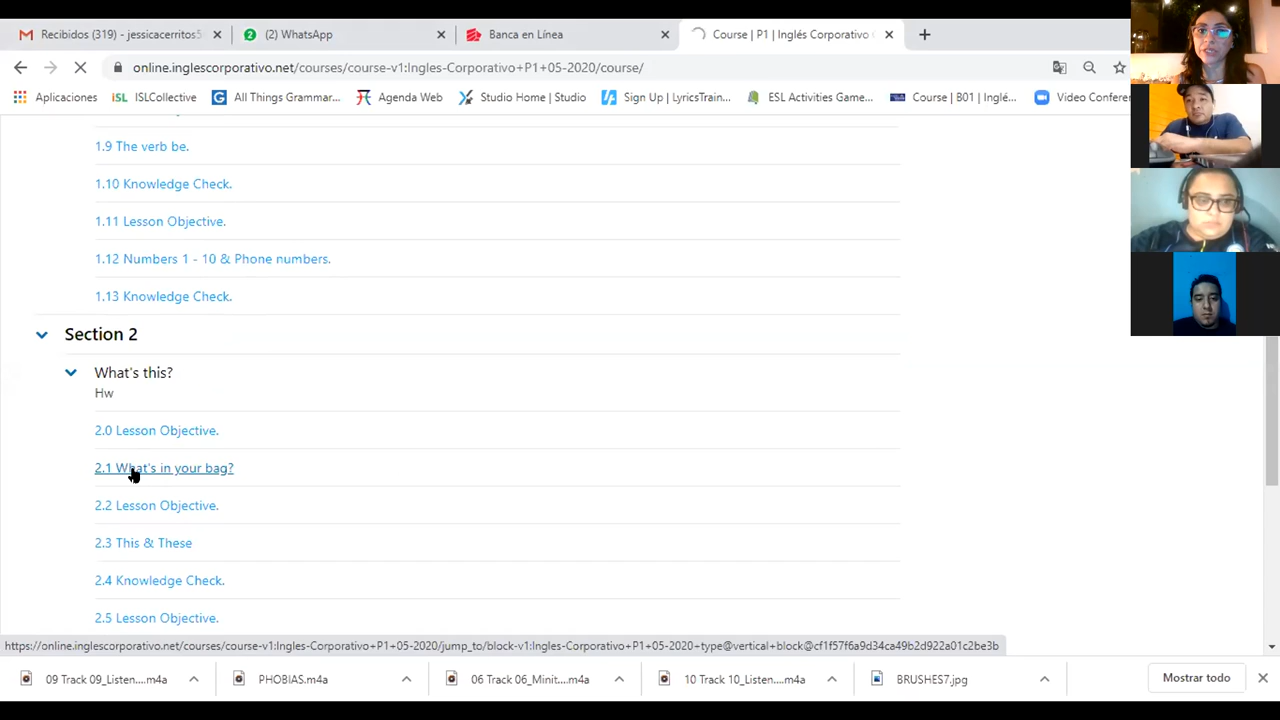 Recibidos (319) - jessicacerritos5
(2) WhatsApp
Banca en Línea
Course | P1 | Inglés Corporativo
online.inglescorporativo.net/courses/course-v1:Ingles-Corporativo+P1+05-2020/course/
Aplicaciones
iSL ISLCollective
All Things Grammar...
Agenda Web
Studio Home | Studio
Sign Up | LyricsTrain...
ESL Activities Game...
Course | B01 | Inglé...
Video Conferen
1.9 The verb be.
1.10 Knowledge Check.
1.11 Lesson Objective.
1.12 Numbers 1 - 10 & Phone numbers.
1.13 Knowledge Check.
Section 2
What's this?
Hw
2.0 Lesson Objective.
2.1 What's in your bag?
2.2 Lesson Objective.
2.3 This & These
2.4 Knowledge Check.
2.5 Lesson Objective.
https://online.inglescorporativo.net/courses/course-v1:Ingles-Corporativo+P1+05-2020/jump_to/block-v1:Ingles-Corporativo+P1+05-2020+type@vertical+block@cf1f57f6a9d34ca49b2d922a01c2be3b
09 Track 09_Listen....m4a
PHOBIAS.m4a
06 Track 06_Minit....m4a
10 Track 10_Listen....m4a
BRUSHES7.jpg
Mostrar todo